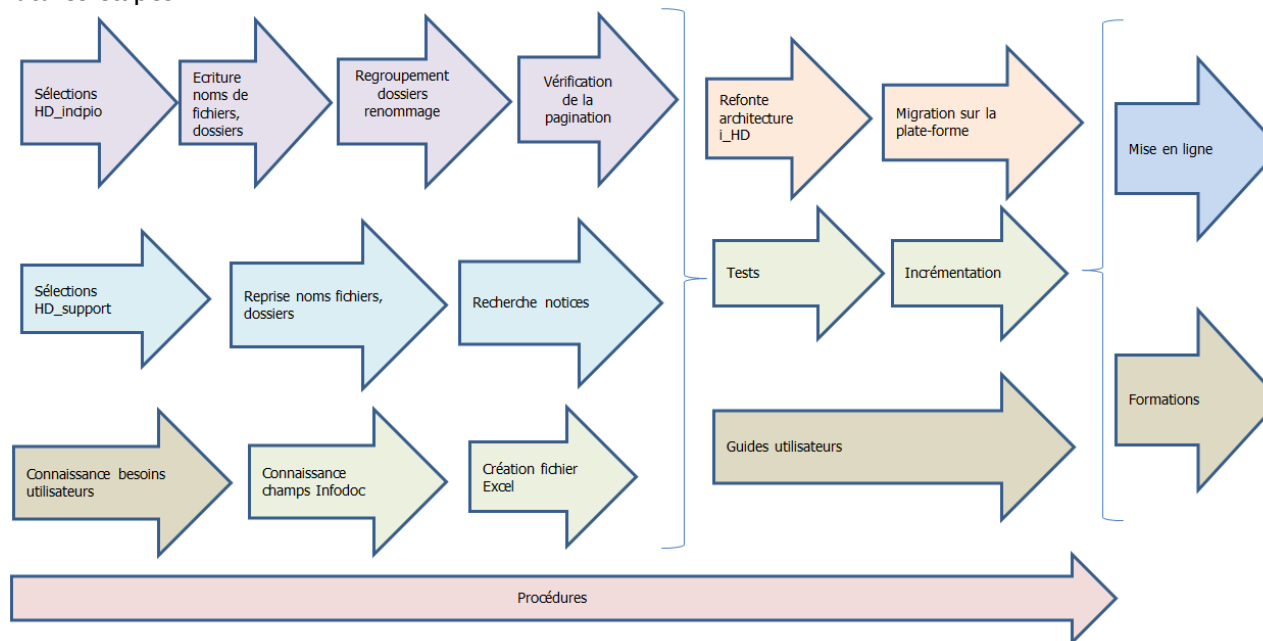 Sélections
HD_incipio
Ecriture
noms de
fichiers,
dossiers
Regroupement
dossiers
renommage
Vérification
de la
pagination
Refonte
architecture
i_HD
Migration sur la
plate-forme
Mise en ligne
Sélections
HD_support
Reprise noms fichiers,
dossiers
Recherche notices
Tests
Incrémentation
Connaissance besoins
utilisateurs
Connaissance
champs Infodoc
Création fichier
Excel
Guides utilisateurs
Formations
Procédures